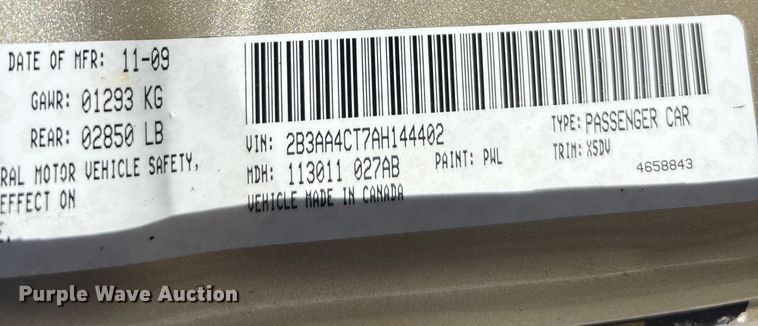 DATE OF MFR: 11-09
GAWR: 01293 KG
REAR: 02850 LB
RAL MOTOR VEHICLE SAFETY,
EFFECT ON
VIN: 2B3AA4CT7AH144402
TYPE: PASSENGER CAR
MDH: 113011 027AB
PAINT: PWL
TRIM: X5DV
VEHICLE MADE IN CANADA
4658843
Purple Wave Auction